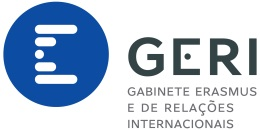 GERI
GABINETE ERASMUS
E DE RELAÇÕES
INTERNACIONAIS